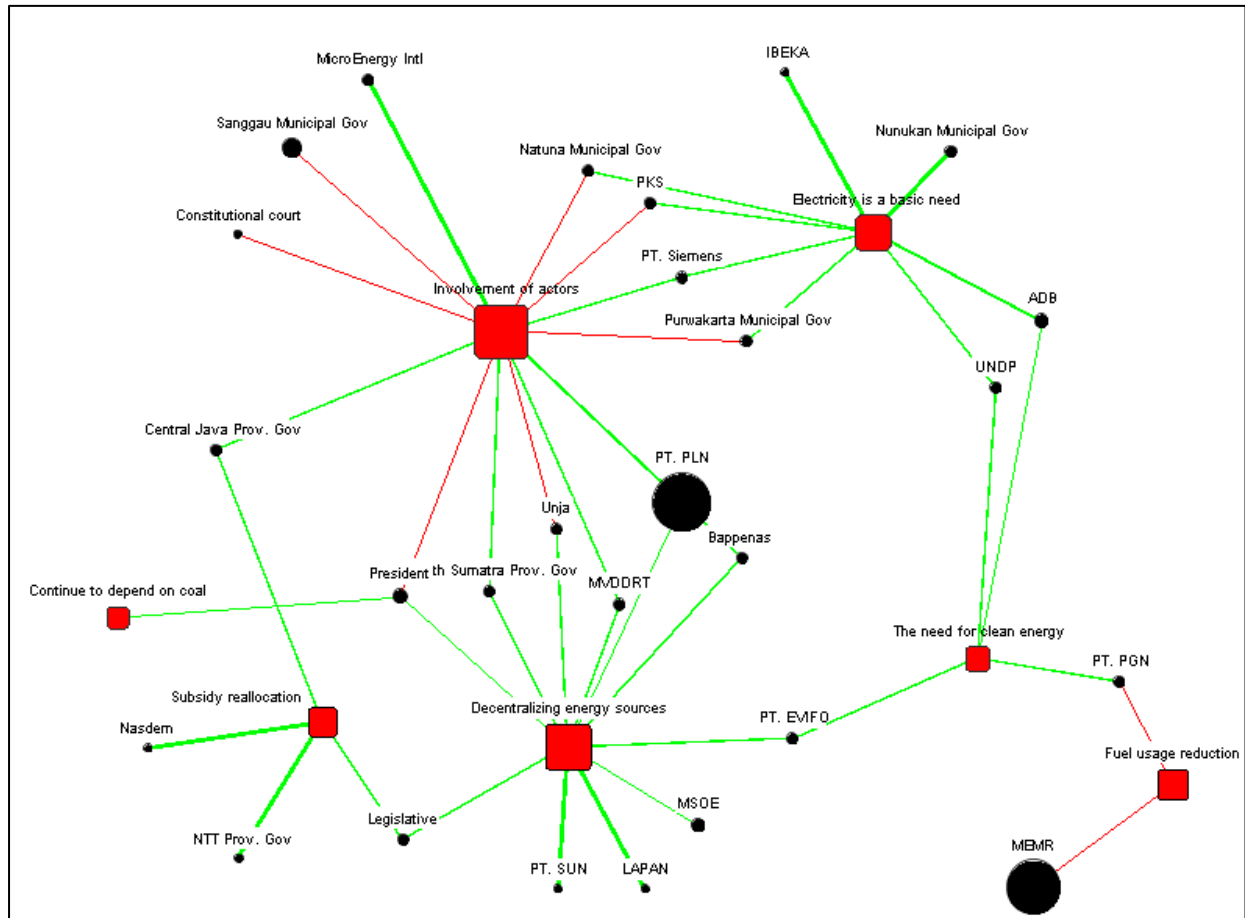 IBEKA
MicroEnergy Intl
Sanggau Municipal Gov
Nunukan Municipal Gov
Natuna Municipal Gov
PKS
Electricity is a basic need
Constitutional court
PT. Siemens
Involvement of actors
ADB
Purwakarta Municipal Gov
UNDP
Central Java Prov. Gov
PT. PLN
Unja
Bappenas
President
th Sumatra Prov. Gov
MVDDRT
Continue to depend on coal
The need for clean energy
PT. PGN
Subsidy reallocation
Decentralizing energy sources
PT. EMFO
Nasdem
Fuel usage reduction
MSOE
Legislative
NTT Prov. Gov
PT. SUN
LAPAN
MEMR